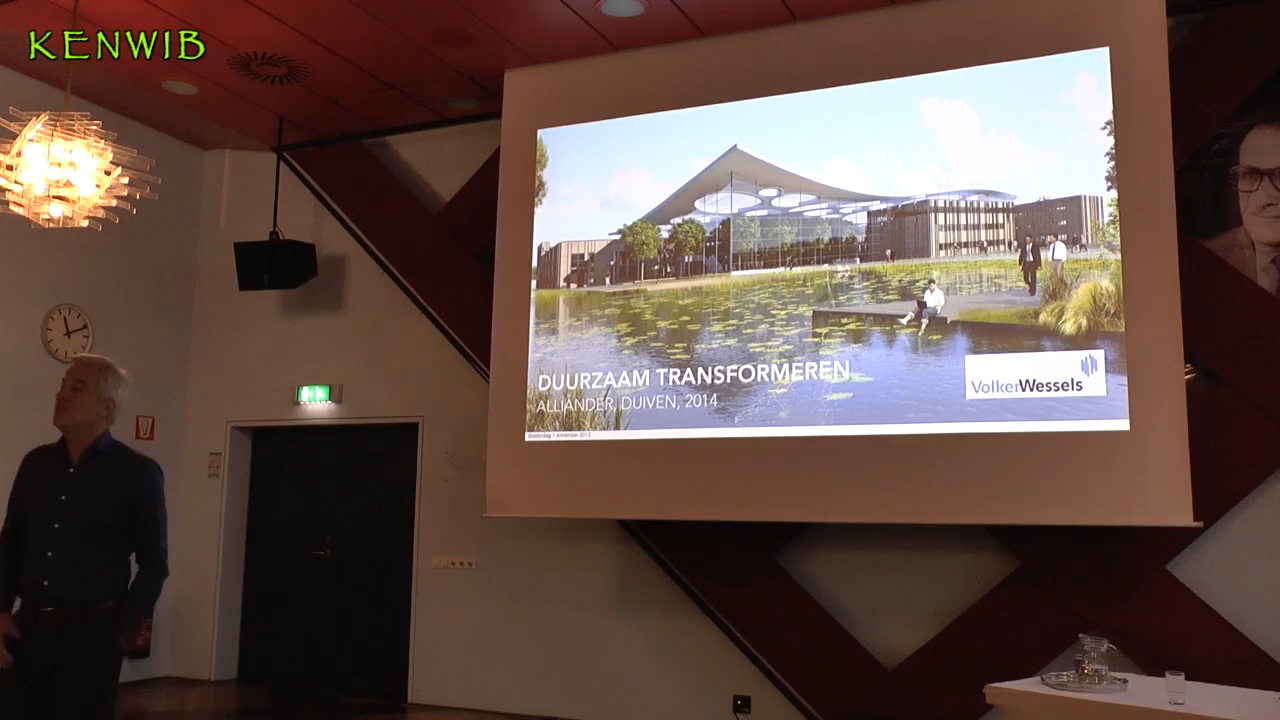 KENWIB
DUURZAAM TRANSFORMEREN
ALLIANDER, DUIVEN, 2014
VolkerWessels